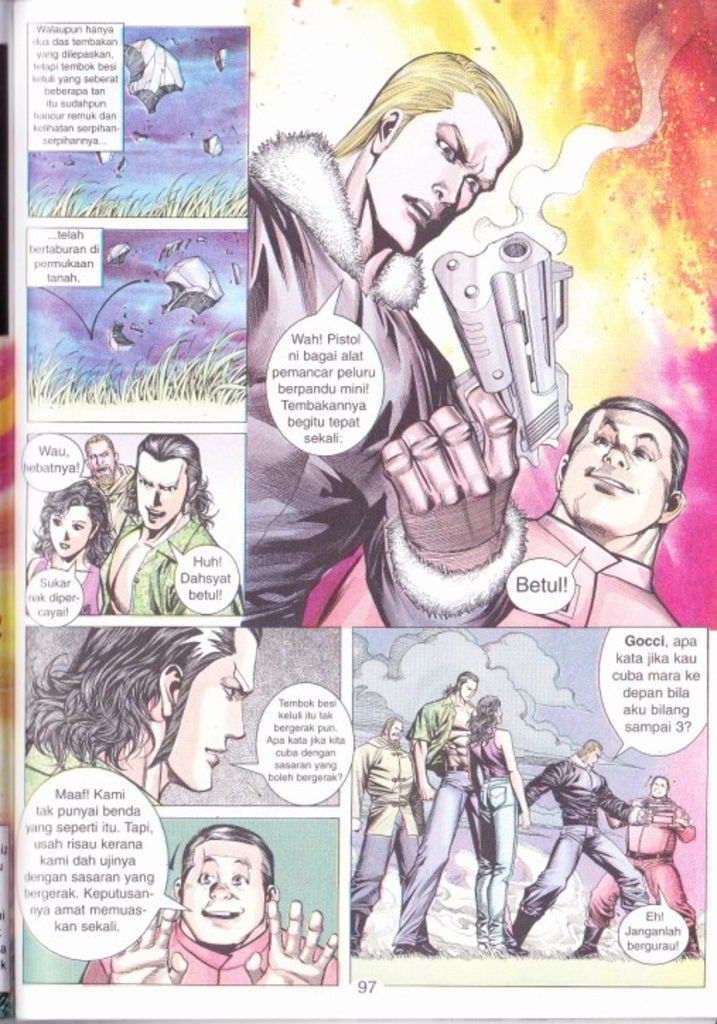 Walaupun hanya
dua das tembakan
yang dilepaskan,
tetapi tembok besi
keluli yang seberat
beberapa tan
itu sudahpun
hancur remuk dan
kelihatan serpihan-
serpihannya...
...telah
bertaburan di
permukaan
tanah.
Wah! Pistol
ni bagai alat
pemancar peluru
berpandu mini!
Tembakannya
begitu tepat
sekali.
Betul!
Wau,
hebatnya!
Sukar
nak diper-
cayai!
Huh!
Dahsyat
betul!
Tembok besi
keluli itu tak
bergerak pun.
Apa kata jika kita
cuba dengan
sasaran yang
boleh bergerak?
Maaf! Kami
tak punyai benda
yang seperti itu. Tapi,
usah raru kerana
kami dah ujinya
dengan sasaran yang
bergerak. Keputusan-
nya amat memuas-
kan sekali.
Gocci, apa
kata jika kau
cuba mara ke
depan bila
aku bilang
sampai 3?
Eh!
Janganlah
bergurau!
97